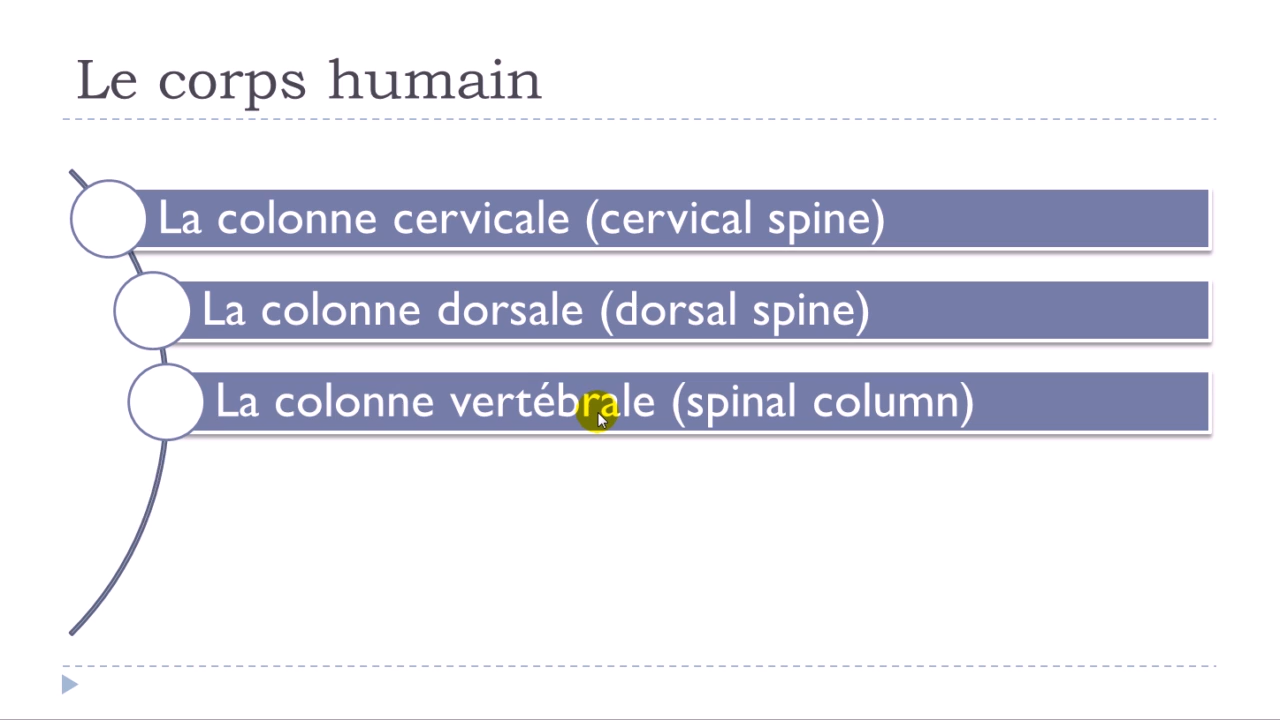 Le corps humain
La colonne cervicale (cervical spine)
La colonne dorsale (dorsal spine)
La colonne vertébrale (spinal column)